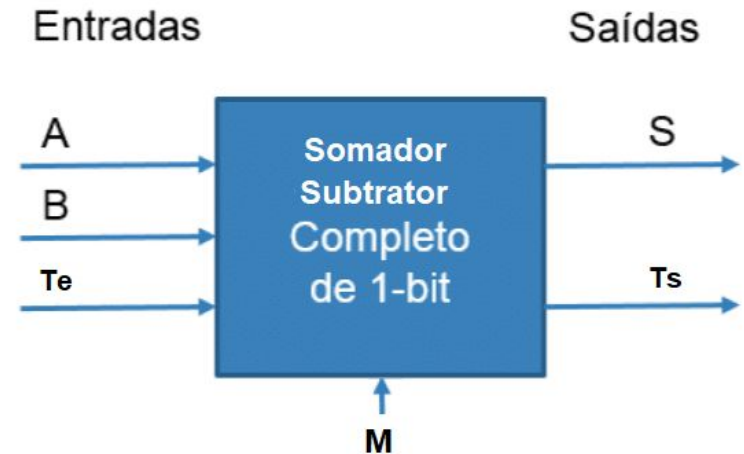 Entradas Saídas
A S
Somador
Subtrator
B
Completo
Te de 1-bit Ts
M